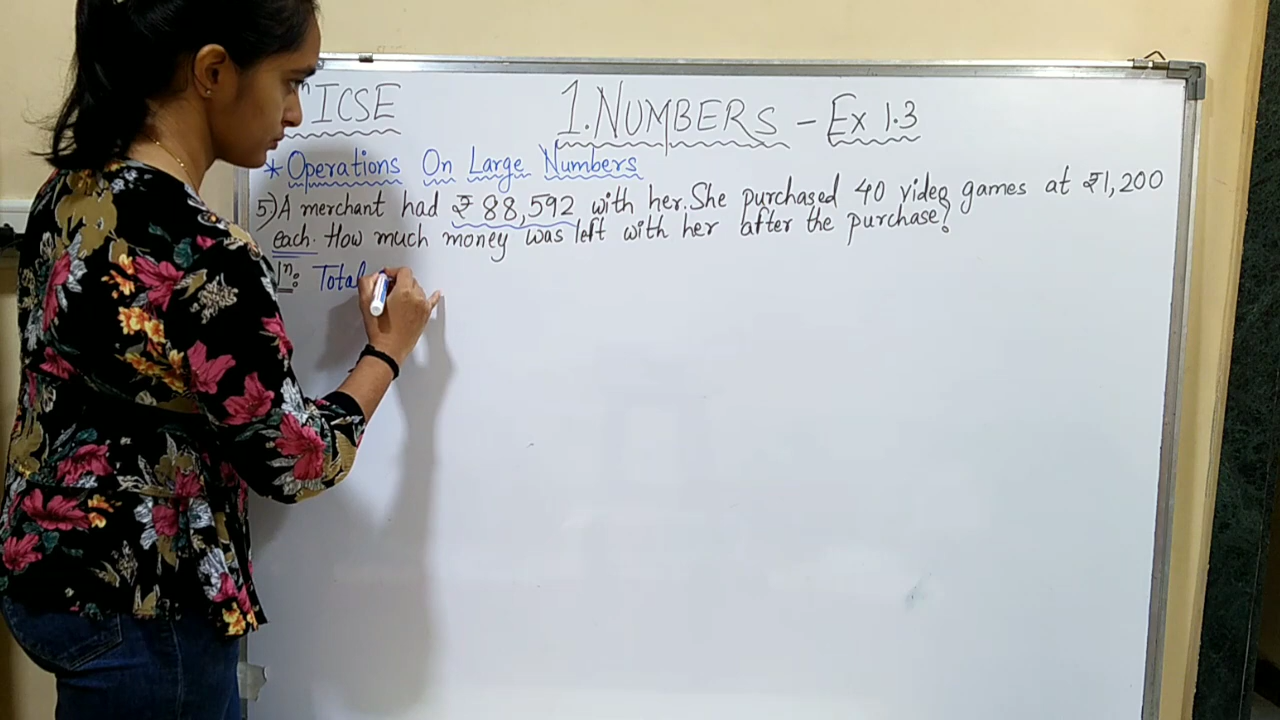 ICSE
1. NUMBERS - Ex 1.3
* Operations On Large Numbers
5) A merchant had ₹ 88,592 with her. She purchased 40 video games at ₹1,200
each. How much money was left with her after the purchase?
lⁿ: Total